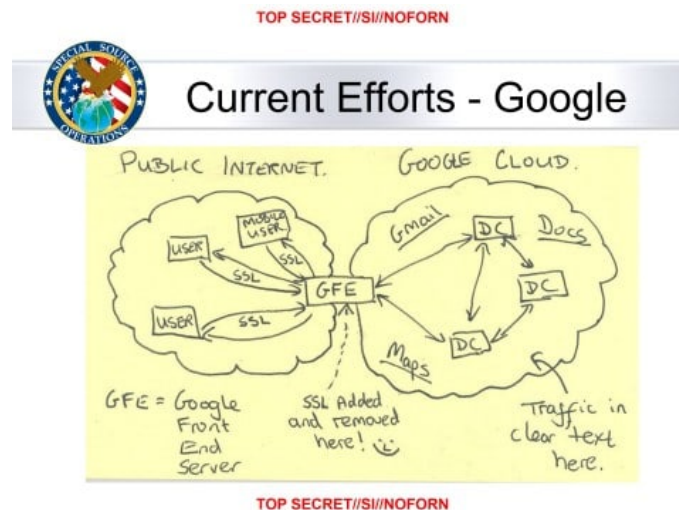 TOP SECRET//SI//NOFORN
SPECIAL SOURCE
OPERATIONS
Current Efforts - Google
PUBLIC INTERNET.
GOOGLE CLOUD.
MOBILE
USER
USER
SSL
SSL
USER
SSL
GFE
Gmail
DC
Docs
DC
DC
Maps
GFE = Google
Front
End
Server
SSL Added
and removed
here!
Traffic in
clear text
here.
TOP SECRET//SI//NOFORN